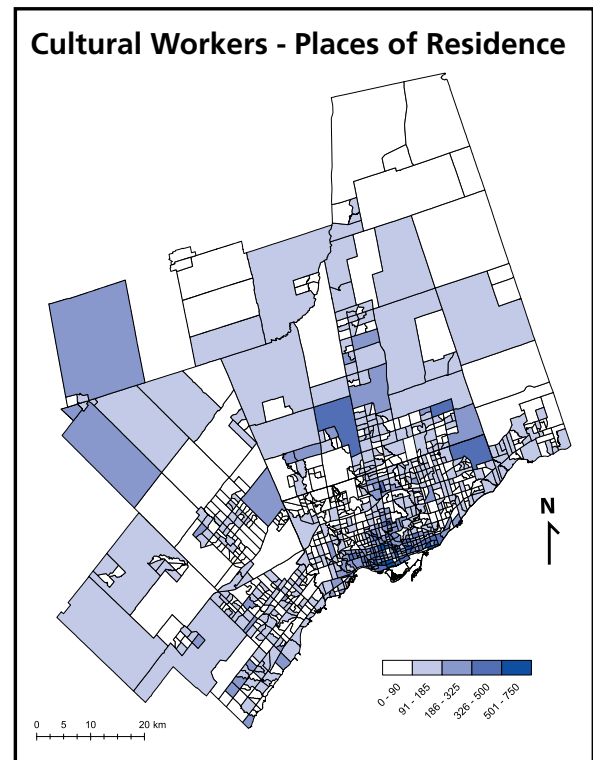 Cultural Workers - Places of Residence
N
0 - 90
91 - 185
186 - 325
326 - 500
501 - 750
0 5 10 20 km